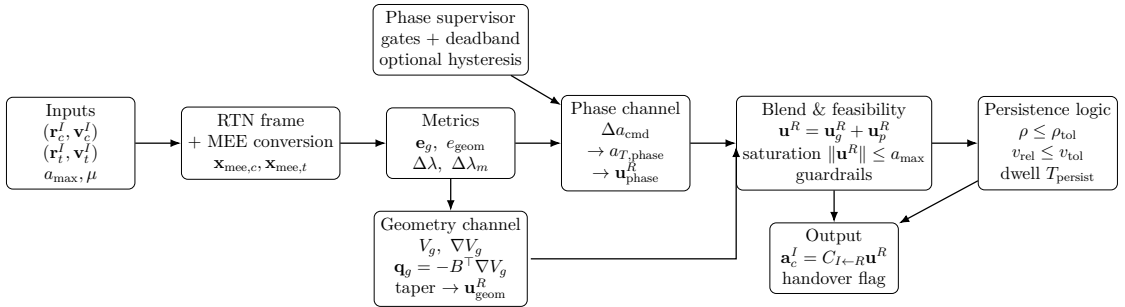 Phase supervisor
gates + deadband
optional hysteresis
Inputs
(𝐫_c^I, 𝐯_c^I)
(𝐫_t^I, 𝐯_t^I)
a_max, μ
RTN frame
+ MEE conversion
𝐱_mee,c, 𝐱_mee,t
Metrics
𝐞_g, e_geom
Δλ, Δλ_m
Phase channel
Δa_cmd
→ a_T,phase
→ 𝐮_phase^R
Blend & feasibility
𝐮^R = 𝐮_g^R + 𝐮_p^R
saturation ‖𝐮^R‖ ≤ a_max
guardrails
Persistence logic
ρ ≤ ρ_tol
v_rel ≤ v_tol
dwell T_persist
Geometry channel
V_g, ∇V_g
𝐪_g = −B^⊤∇V_g
taper → 𝐮_geom^R
Output
𝐚_c^I = C_I←R 𝐮^R
handover flag